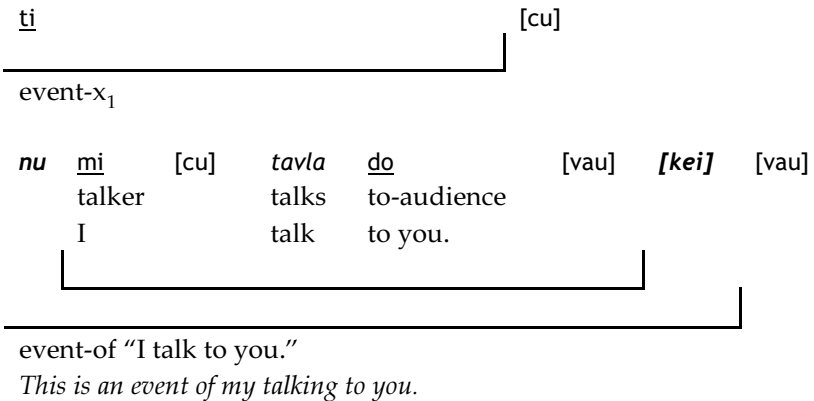 ti [cu]
event-x₁
nu mi [cu] tavla do [vau] [kei] [vau]
talker talks to-audience
I talk to you.
event-of “I talk to you.”
This is an event of my talking to you.